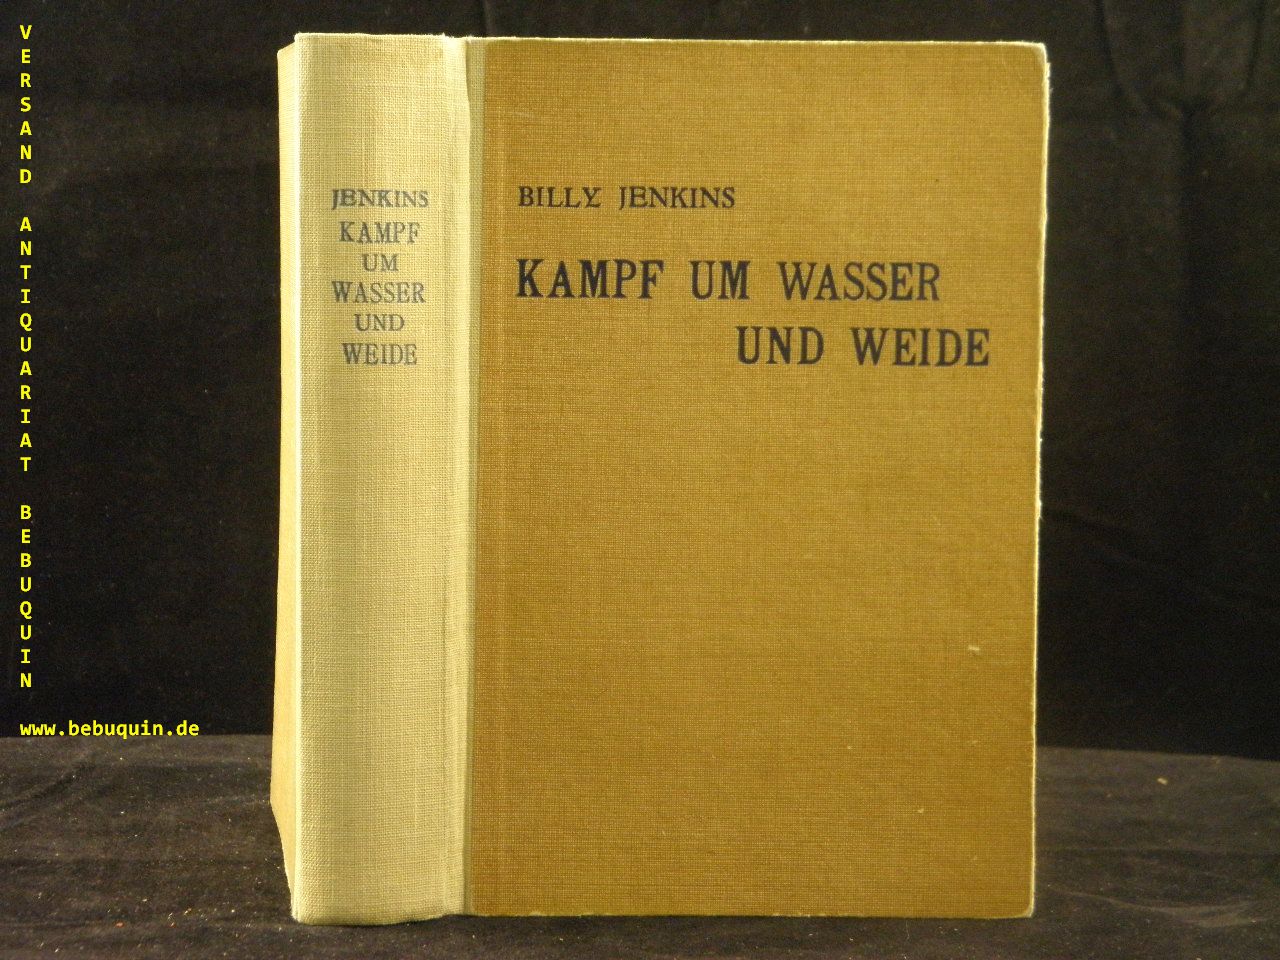 VERSAND ANTIQUARIAT BEBUQUIN
www.bebuquin.de
JENKINS
KAMPF
UM
WASSER
UND
WEIDE
BILLY JENKINS
KAMPF UM WASSER
UND WEIDE